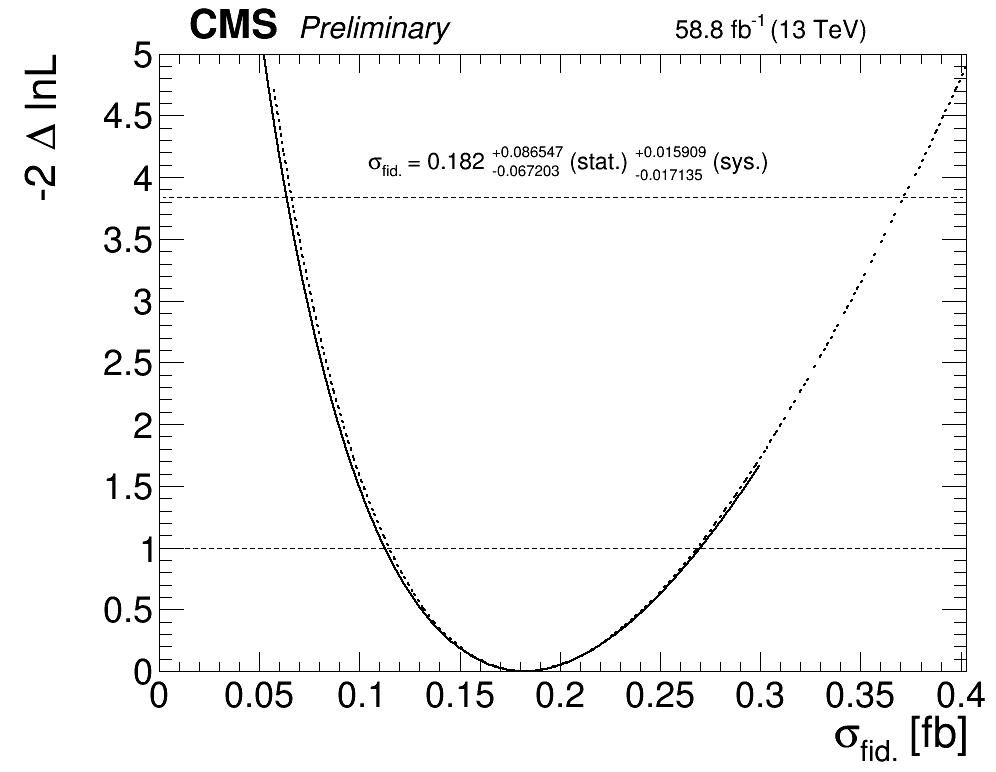 CMS Preliminary 58.8 fb⁻¹ (13 TeV)
-2 Δ lnL
5
4.5
σfid. = 0.182 +0.086547 -0.067203 (stat.) +0.015909 -0.017135 (sys.)
4
3.5
3
2.5
2
1.5
1
0.5
0
0 0.05 0.1 0.15 0.2 0.25 0.3 0.35 0.4
σfid. [fb]